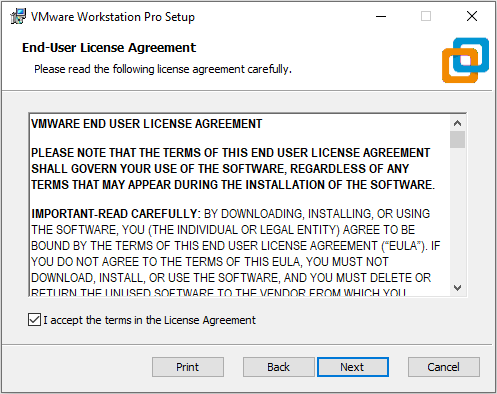 VMware Workstation Pro Setup
End-User License Agreement
Please read the following license agreement carefully.
VMWARE END USER LICENSE AGREEMENT
PLEASE NOTE THAT THE TERMS OF THIS END USER LICENSE AGREEMENT
SHALL GOVERN YOUR USE OF THE SOFTWARE, REGARDLESS OF ANY
TERMS THAT MAY APPEAR DURING THE INSTALLATION OF THE SOFTWARE.
IMPORTANT-READ CAREFULLY: BY DOWNLOADING, INSTALLING, OR USING
THE SOFTWARE, YOU (THE INDIVIDUAL OR LEGAL ENTITY) AGREE TO BE
BOUND BY THE TERMS OF THIS END USER LICENSE AGREEMENT (“EULA”). IF
YOU DO NOT AGREE TO THE TERMS OF THIS EULA, YOU MUST NOT
DOWNLOAD, INSTALL, OR USE THE SOFTWARE, AND YOU MUST DELETE OR
RETURN THE UNUSED SOFTWARE TO THE VENDOR FROM WHICH YOU
I accept the terms in the License Agreement
Print Back Next Cancel